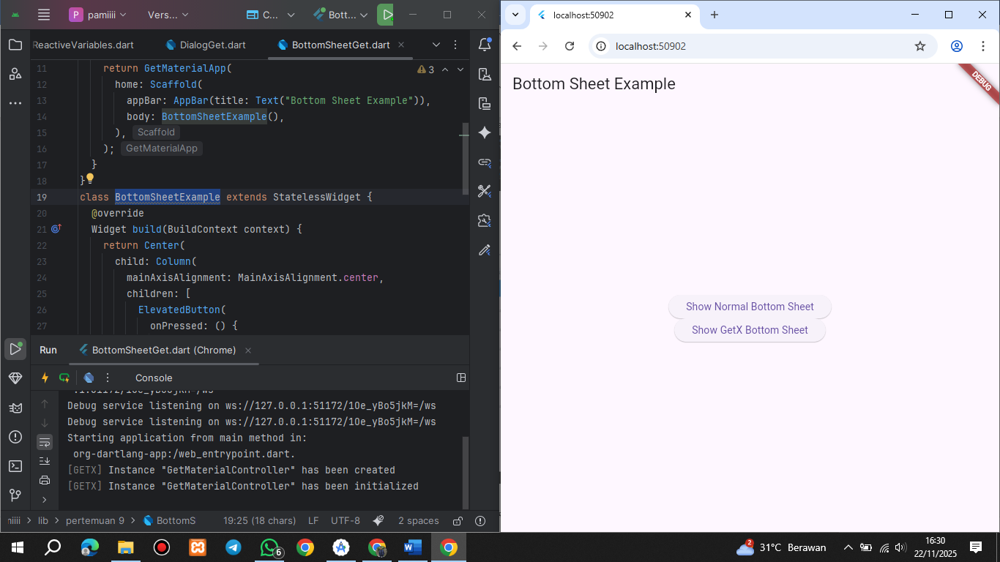 P pamiiii
Vers...
C...
Bott...
ReactiveVariables.dart
DialogGet.dart
BottomSheetGet.dart
11 return GetMaterialApp(
3
12 home: Scaffold(
13 appBar: AppBar(title: Text("Bottom Sheet Example")),
14 body: BottomSheetExample(),
15 ), Scaffold
16 ); GetMaterialApp
17 }
18 }
19 class BottomSheetExample extends StatelessWidget {
20 @override
21 Widget build(BuildContext context) {
22 return Center(
23 child: Column(
24 mainAxisAlignment: MainAxisAlignment.center,
25 children: [
26 ElevatedButton(
27 onPressed: () {
Run
BottomSheetGet.dart (Chrome)
Console
Debug service listening on ws://127.0.0.1:51172/1Oe_yBo5jkM=/ws
Debug service listening on ws://127.0.0.1:51172/1Oe_yBo5jkM=/ws
Starting application from main method in:
org-dartlang-app:/web_entrypoint.dart.
[GETX] Instance "GetMaterialController" has been created
[GETX] Instance "GetMaterialController" has been initialized
iiii > lib > pertemuan 9 > BottomS
19:25 (18 chars)
LF
UTF-8
2 spaces
localhost:50902
localhost:50902
Bottom Sheet Example
DEBUG
Show Normal Bottom Sheet
Show GetX Bottom Sheet
6
W
2
31°C Berawan
16:30
22/11/2025